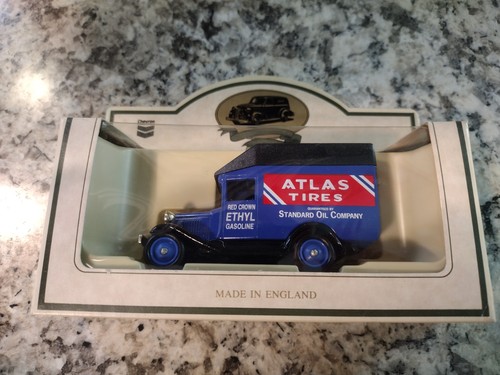 ATLAS
TIRES
GUARANTEED BY
STANDARD OIL COMPANY
RED CROWN
ETHYL
GASOLINE
MADE IN ENGLAND